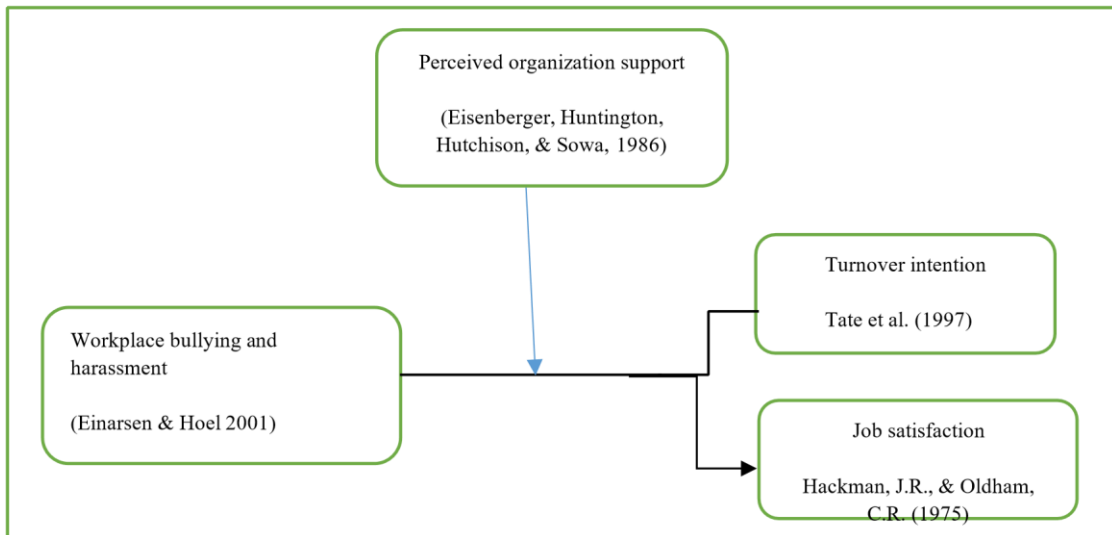 Perceived organization support
(Eisenberger, Huntington,
Hutchison, & Sowa, 1986)
Turnover intention
Tate et al. (1997)
Workplace bullying and
harassment
(Einarsen & Hoel 2001)
Job satisfaction
Hackman, J.R., & Oldham,
C.R. (1975)